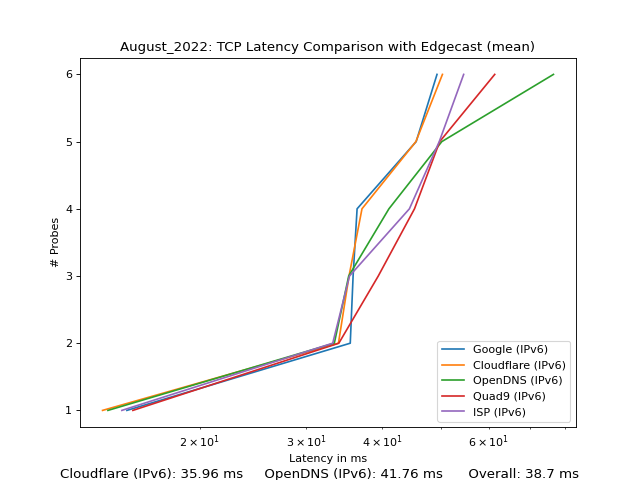 August_2022: TCP Latency Comparison with Edgecast (mean)
# Probes
6
5
4
3
2
1
Google (IPv6)
Cloudflare (IPv6)
OpenDNS (IPv6)
Quad9 (IPv6)
ISP (IPv6)
2 × 10¹ 3 × 10¹ 4 × 10¹ 6 × 10¹
Latency in ms
Cloudflare (IPv6): 35.96 ms OpenDNS (IPv6): 41.76 ms Overall: 38.7 ms